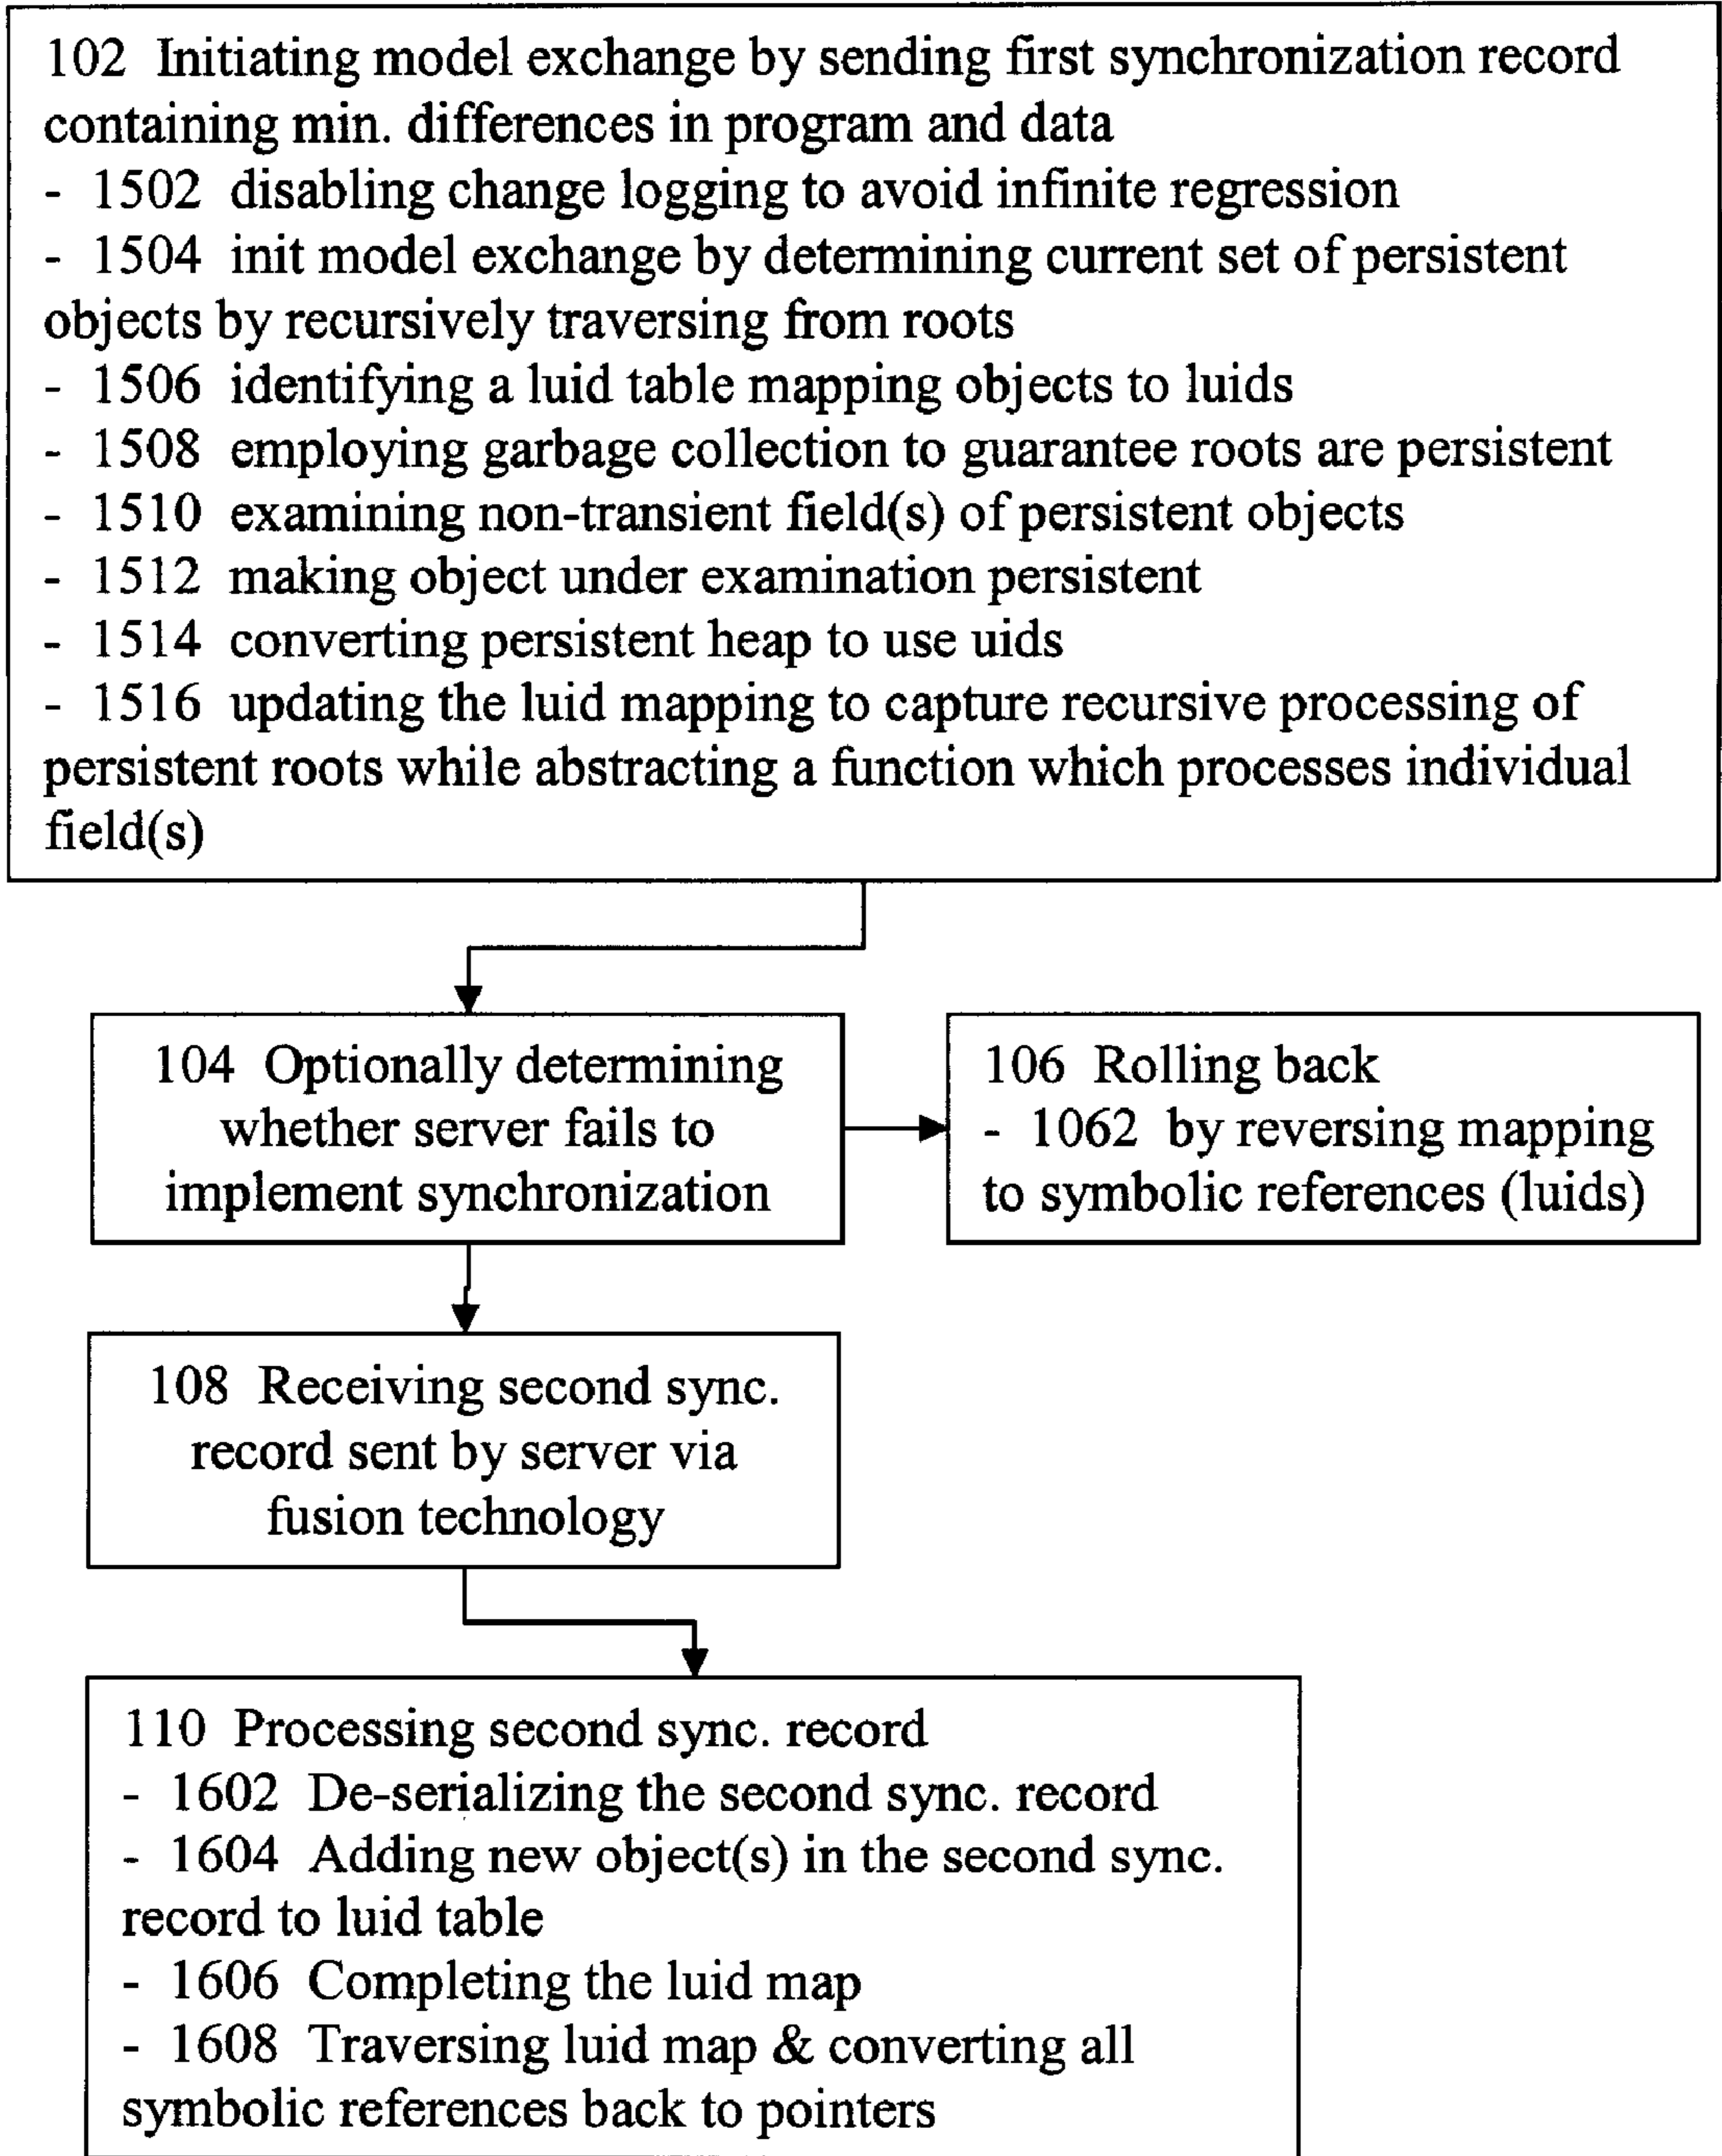 102 Initiating model exchange by sending first synchronization record
containing min. differences in program and data
- 1502 disabling change logging to avoid infinite regression
- 1504 init model exchange by determining current set of persistent
objects by recursively traversing from roots
- 1506 identifying a luid table mapping objects to luids
- 1508 employing garbage collection to guarantee roots are persistent
- 1510 examining non-transient field(s) of persistent objects
- 1512 making object under examination persistent
- 1514 converting persistent heap to use uids
- 1516 updating the luid mapping to capture recursive processing of
persistent roots while abstracting a function which processes individual
field(s)
104 Optionally determining
whether server fails to
implement synchronization
106 Rolling back
- 1062 by reversing mapping
to symbolic references (luids)
108 Receiving second sync.
record sent by server via
fusion technology
110 Processing second sync. record
- 1602 De-serializing the second sync. record
- 1604 Adding new object(s) in the second sync.
record to luid table
- 1606 Completing the luid map
- 1608 Traversing luid map & converting all
symbolic references back to pointers